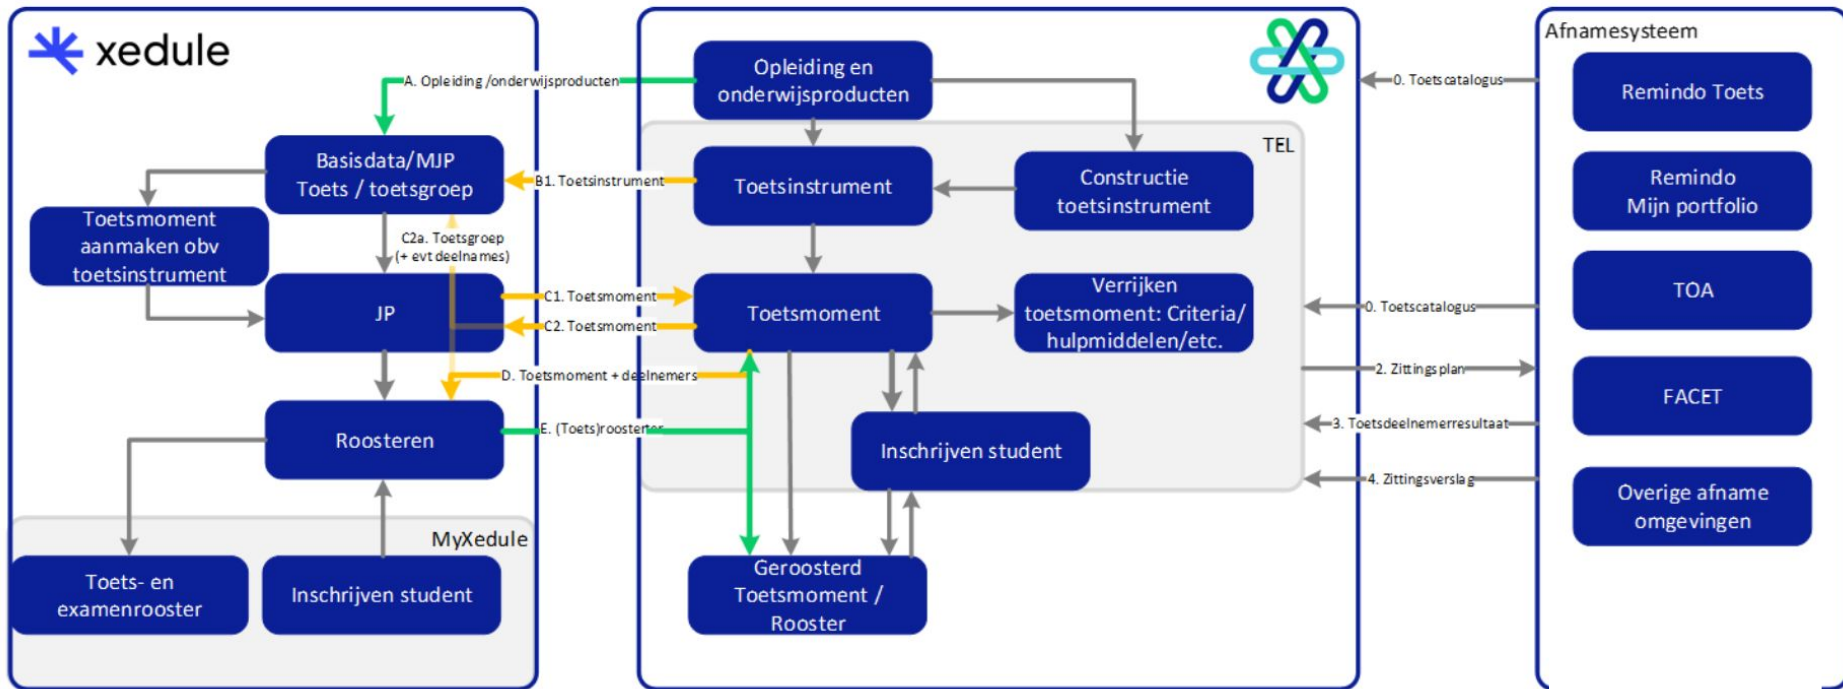 xedule
A. Opleiding /onderwijsproducten
Basisdata/MJP
Toets / toetsgroep
Toetsmoment
aanmaken obv
toetsinstrument
C2a. Toetsgroep
(+ evt deelnames)
JP
Roosteren
MyXedule
Toets- en
examenrooster
Inschrijven student
B1. Toetsinstrument
C1. Toetsmoment
C2. Toetsmoment
D. Toetsmoment + deelnemers
E. (Toets)roosterter
Opleiding en
onderwijsproducten
TEL
Toetsinstrument
Constructie
toetsinstrument
Toetsmoment
Verrijken
toetsmoment: Criteria/
hulpmiddelen/etc.
Inschrijven student
Geroosterd
Toetsmoment /
Rooster
0. Toetscatalogus
0. Toetscatalogus
2. Zittingsplan
3. Toetsdeelnemerresultaat
4. Zittingsverslag
Afnamesysteem
Remindo Toets
Remindo
Mijn portfolio
TOA
FACET
Overige afname
omgevingen